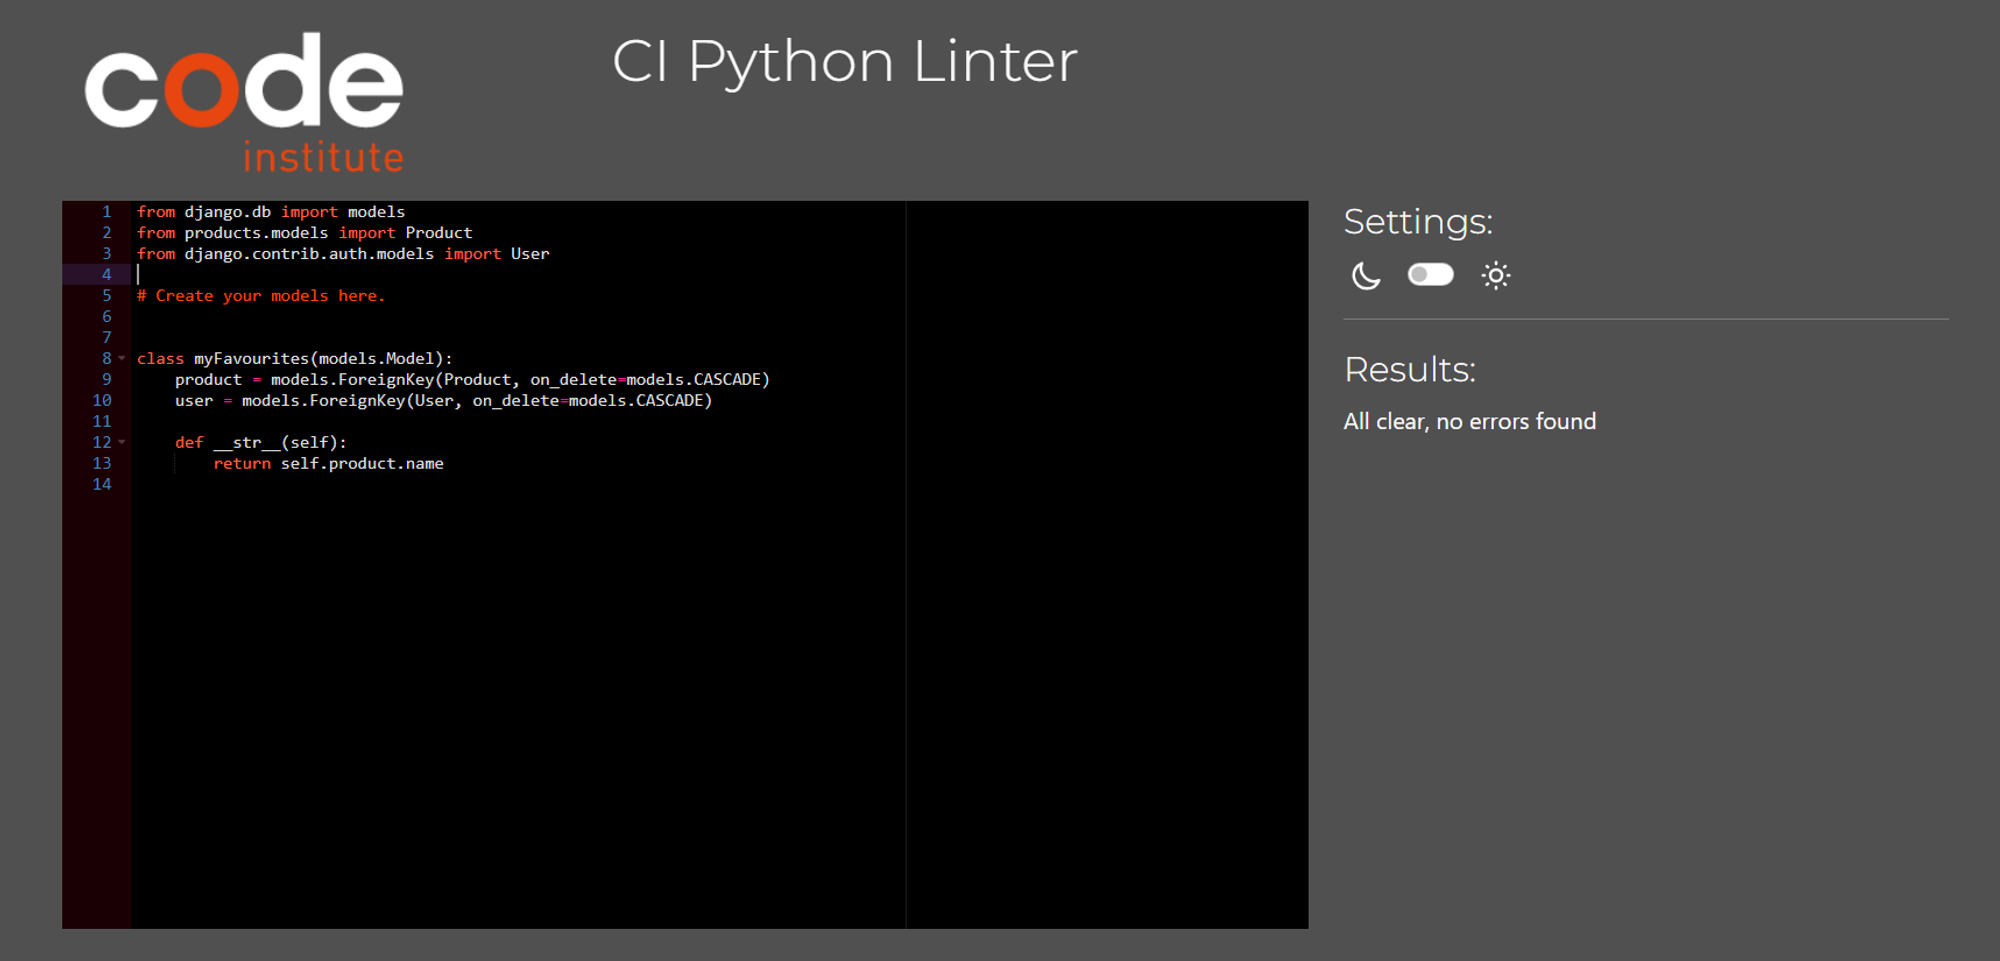 code
institute
CI Python Linter
1 from django.db import models
2 from products.models import Product
3 from django.contrib.auth.models import User
4
5 # Create your models here.
6
7
8 class myFavourites(models.Model):
9     product = models.ForeignKey(Product, on_delete=models.CASCADE)
10     user = models.ForeignKey(User, on_delete=models.CASCADE)
11
12     def __str__(self):
13         return self.product.name
14
Settings:
Results:
All clear, no errors found